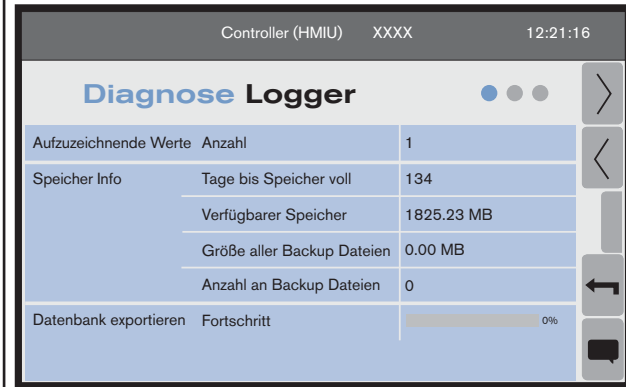 Controller (HMIU) XXXX 12:21:16
Diagnose Logger
Aufzuzeichnende Werte Anzahl 1
Speicher Info Tage bis Speicher voll 134
Verfügbarer Speicher 1825.23 MB
Größe aller Backup Dateien 0.00 MB
Anzahl an Backup Dateien 0
Datenbank exportieren Fortschritt 0%